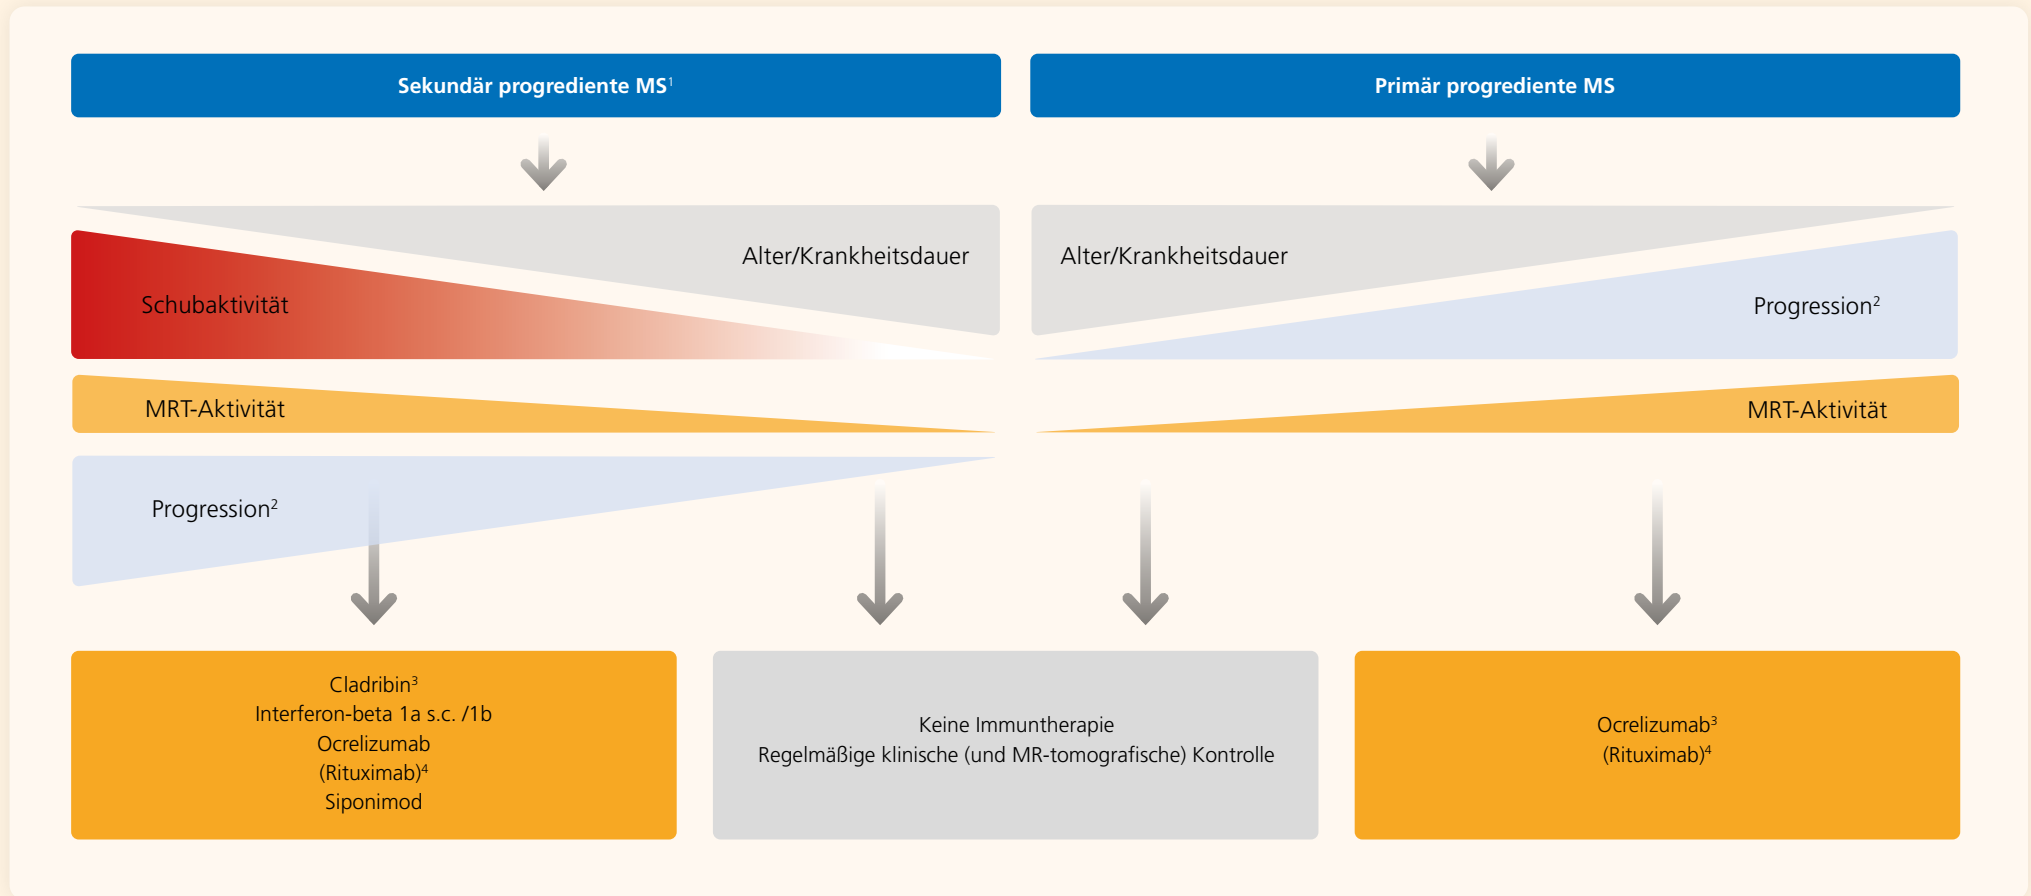 Sekundär progrediente MS¹
Primär progrediente MS
Alter/Krankheitsdauer
Schubaktivität
MRT-Aktivität
Progression²
Alter/Krankheitsdauer
Progression²
MRT-Aktivität
Cladribin³
Interferon-beta 1a s.c. /1b
Ocrelizumab
(Rituximab)⁴
Siponimod
Keine Immuntherapie
Regelmäßige klinische (und MR-tomografische) Kontrolle
Ocrelizumab³
(Rituximab)⁴